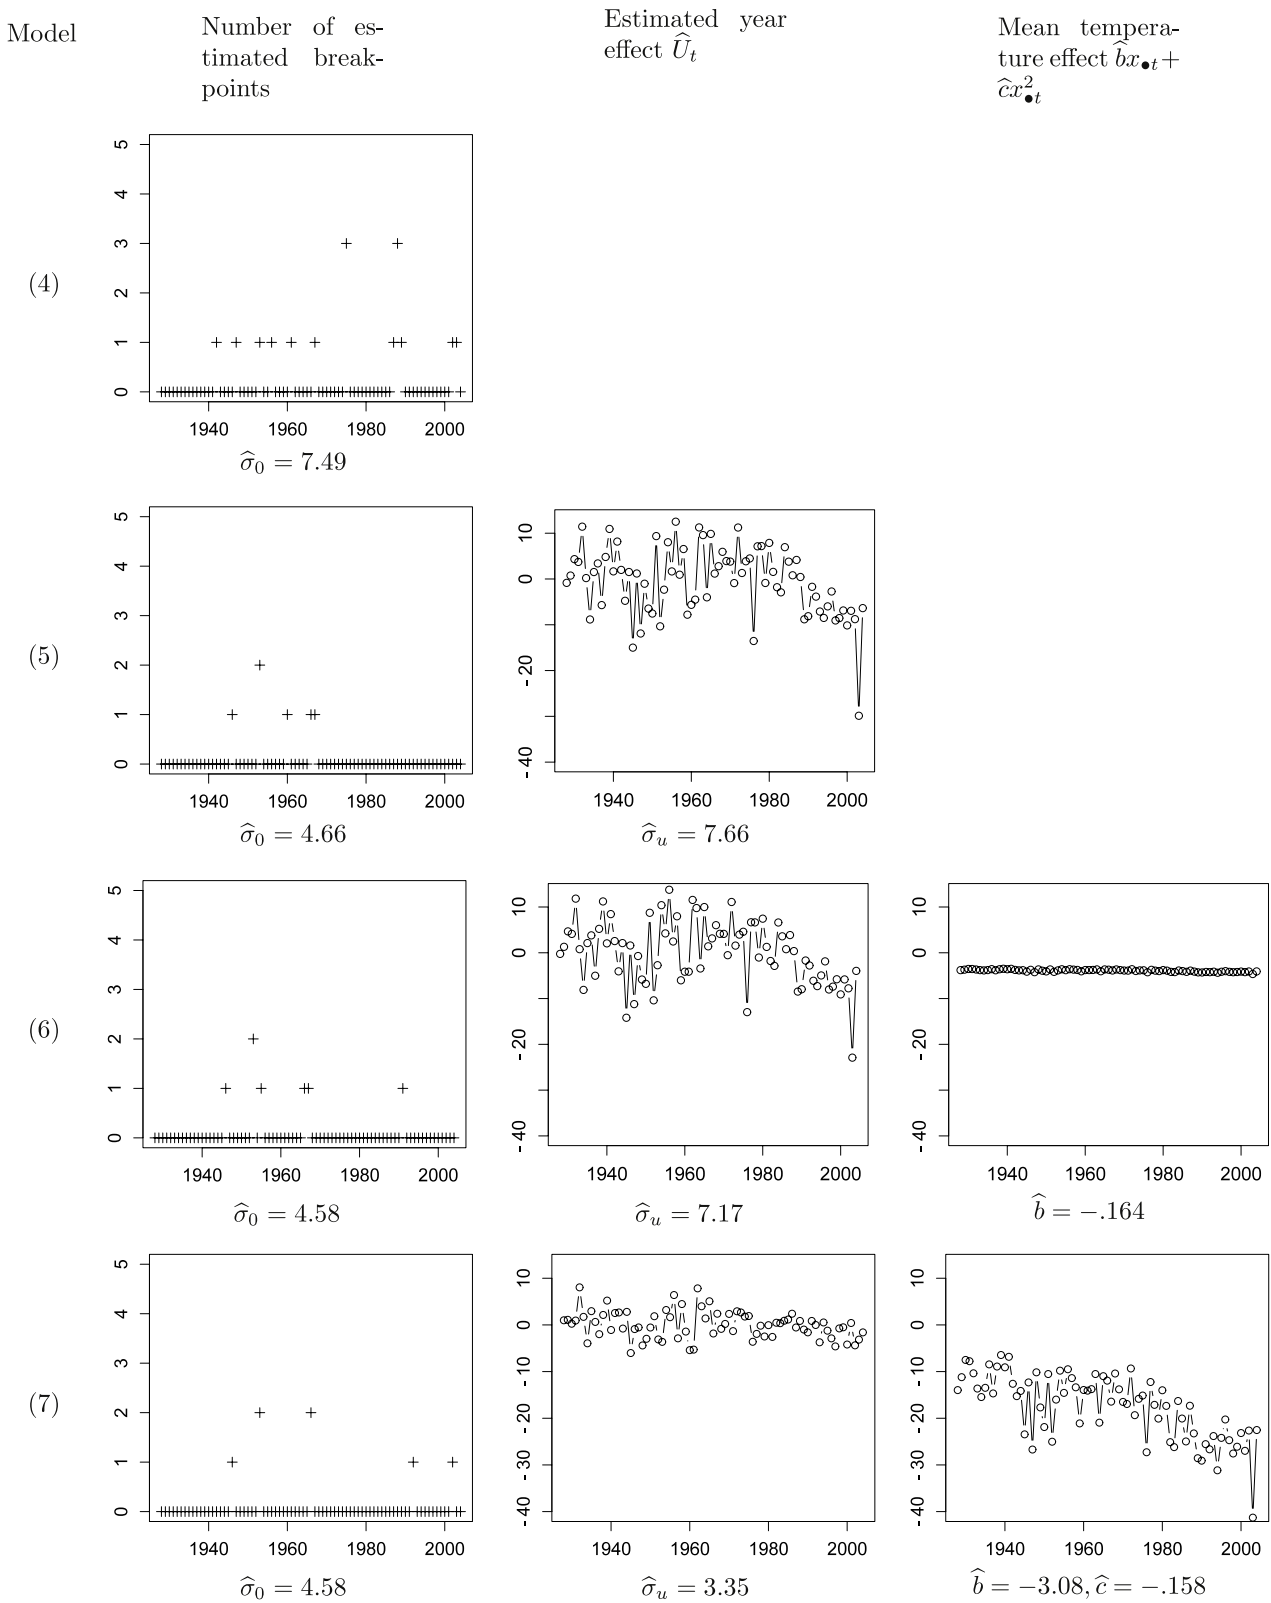 Model
Number of es-
timated break-
points
Estimated year
effect Û_t
Mean tempera-
ture effect b̂x_{•t}+
ĉx²_{•t}
(4)
5
4
3
2
1
0
1940 1960 1980 2000
σ̂₀ = 7.49
(5)
5
4
3
2
1
0
1940 1960 1980 2000
σ̂₀ = 4.66
10
0
-20
-40
1940 1960 1980 2000
σ̂_u = 7.66
(6)
5
4
3
2
1
0
1940 1960 1980 2000
σ̂₀ = 4.58
10
0
-20
-40
1940 1960 1980 2000
σ̂_u = 7.17
10
0
-20
-40
1940 1960 1980 2000
b̂ = −.164
(7)
5
4
3
2
1
0
1940 1960 1980 2000
σ̂₀ = 4.58
10
0
-10
-20
-30
-40
1940 1960 1980 2000
σ̂_u = 3.35
10
0
-10
-20
-30
-40
1940 1960 1980 2000
b̂ = −3.08, ĉ = −.158